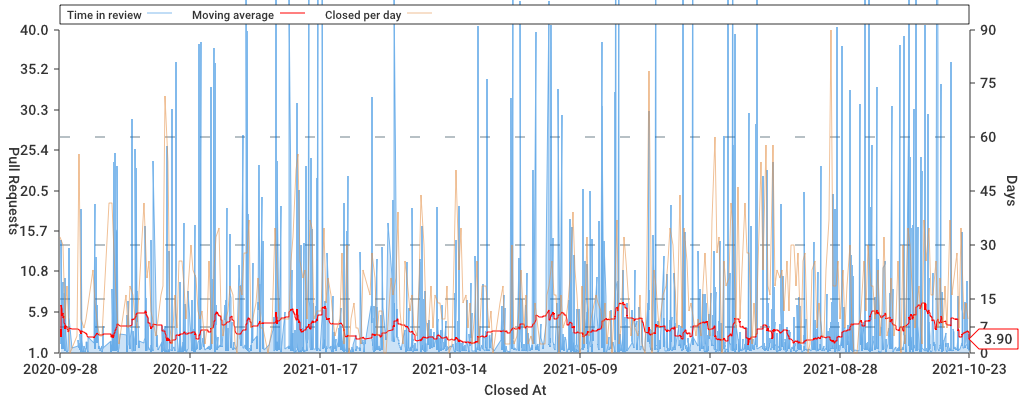 Time in review Moving average Closed per day
40.0 90
35.2 75
30.3
25.4 60
20.5 45
15.7 30
10.8 15
5.9 7
1.0 0
3.90
Pull Requests
Days
2020-09-28 2020-11-22 2021-01-17 2021-03-14 2021-05-09 2021-07-03 2021-08-28 2021-10-23
Closed At